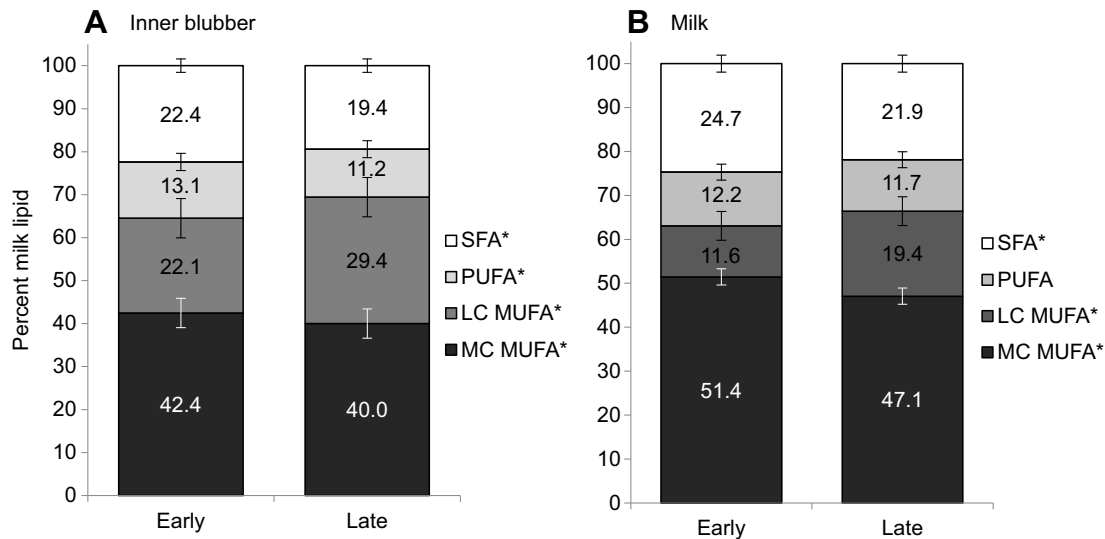 A Inner blubber
Percent milk lipid
100
90
80
70
60
50
40
30
20
10
0
22.4
13.1
22.1
42.4
19.4
11.2
29.4
40.0
Early
Late
SFA*
PUFA*
LC MUFA*
MC MUFA*
B Milk
100
90
80
70
60
50
40
30
20
10
0
24.7
12.2
11.6
51.4
21.9
11.7
19.4
47.1
Early
Late
SFA*
PUFA
LC MUFA*
MC MUFA*